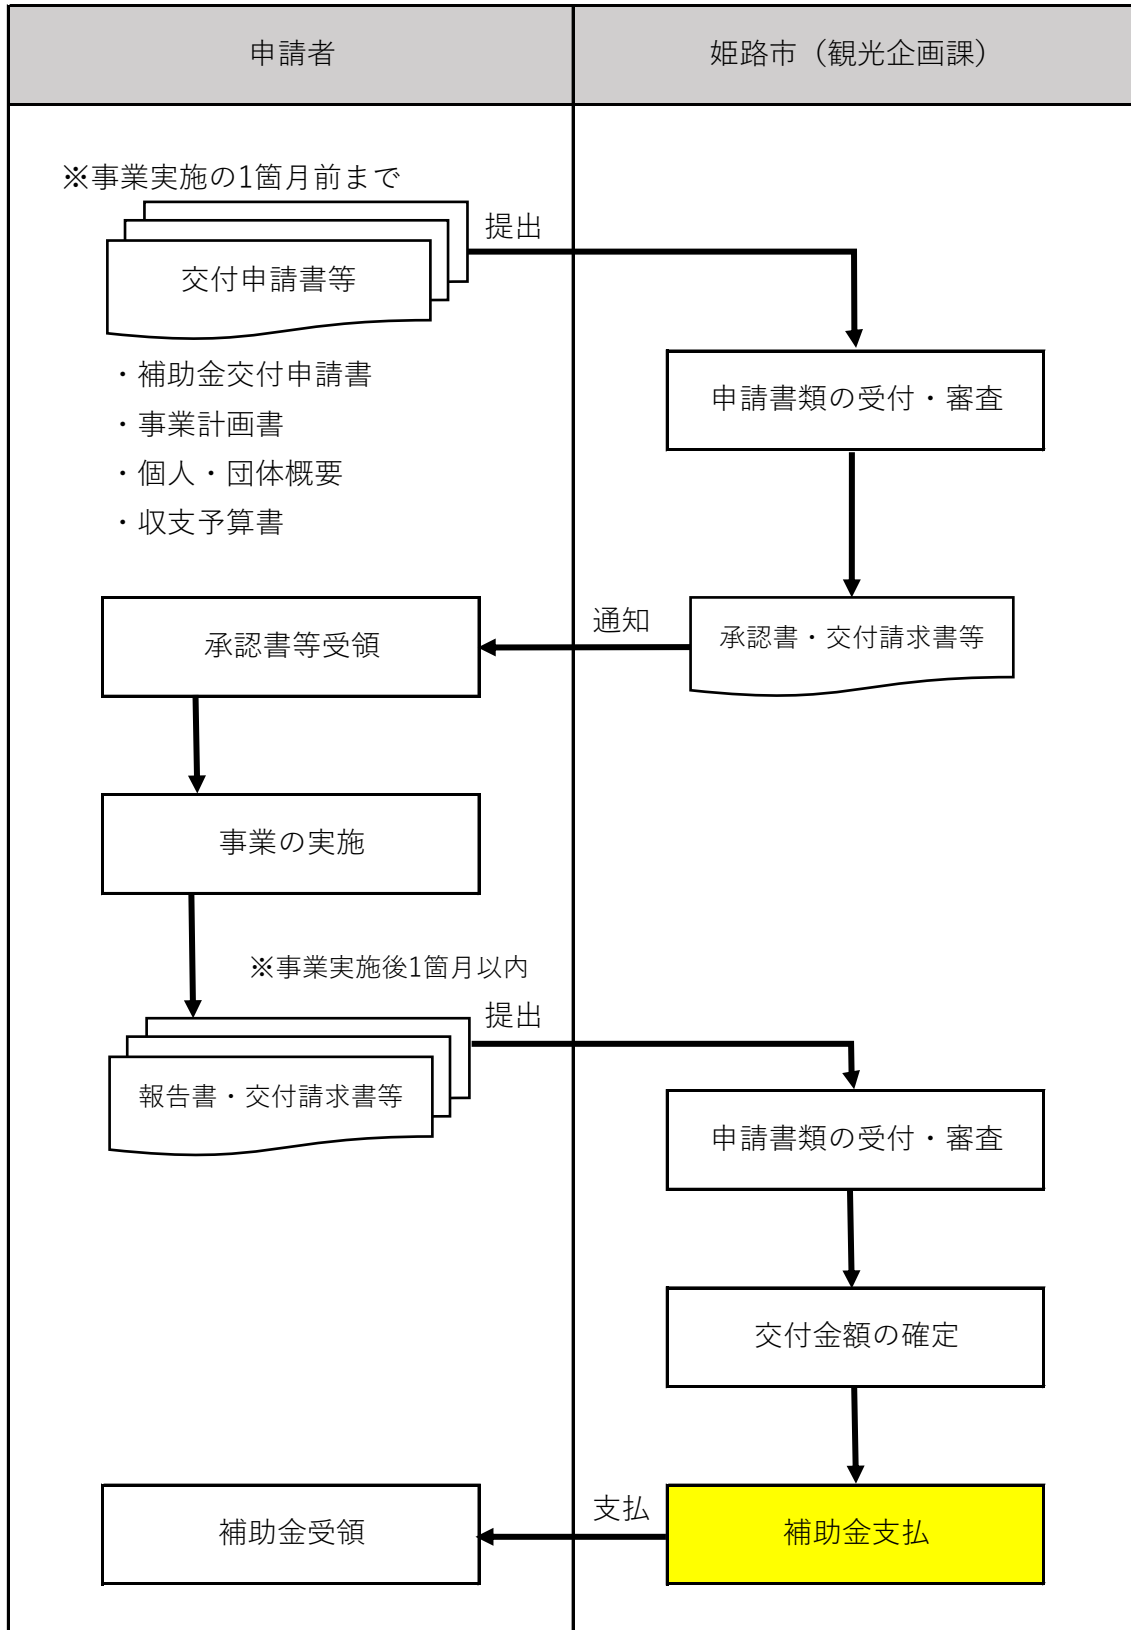 申請者
姫路市（観光企画課）
※事業実施の1箇月前まで
提出
交付申請書等
・補助金交付申請書
・事業計画書
・個人・団体概要
・収支予算書
申請書類の受付・審査
承認書・交付請求書等
通知
承認書等受領
事業の実施
※事業実施後1箇月以内
提出
報告書・交付請求書等
申請書類の受付・審査
交付金額の確定
補助金支払
支払
補助金受領